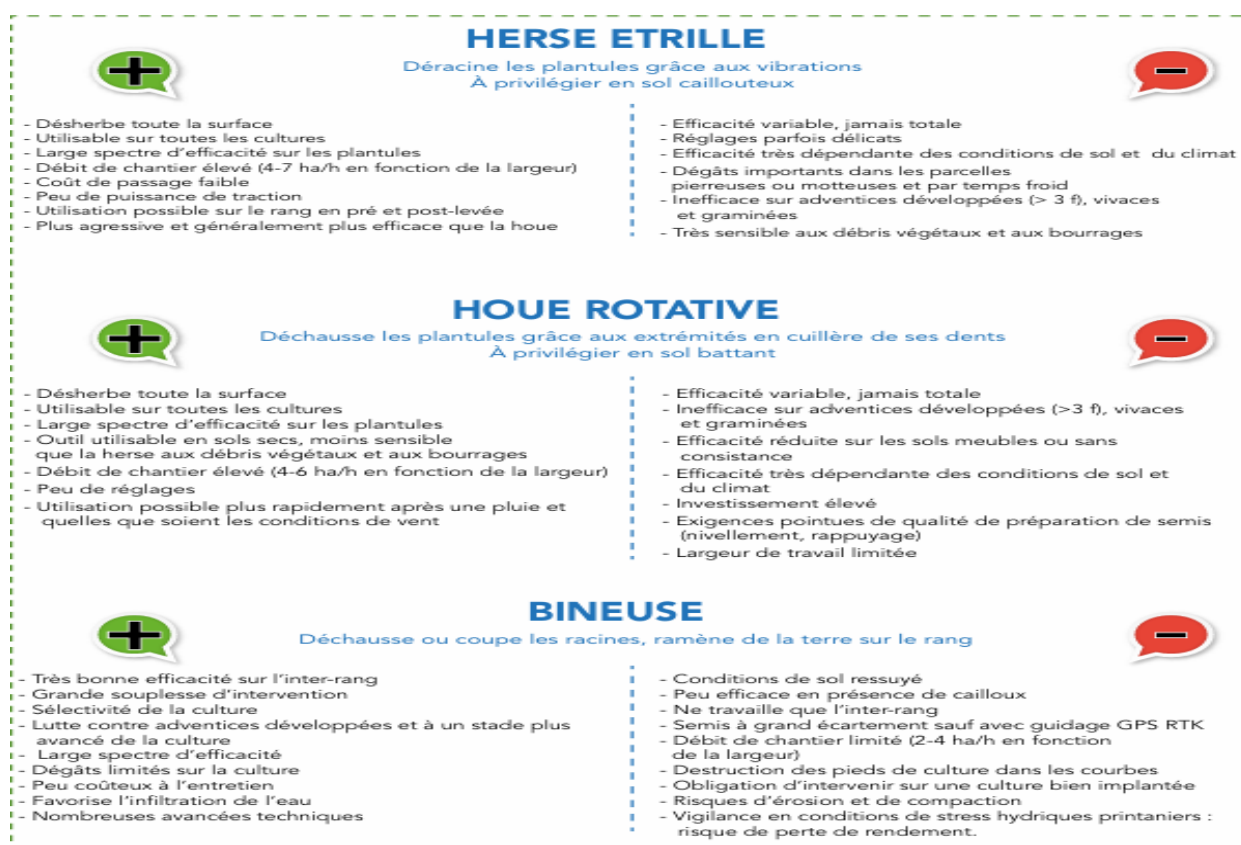 HERSE ETRILLE
Déracine les plantules grâce aux vibrations
À privilégier en sol caillouteux
- Désherbe toute la surface
- Utilisable sur toutes les cultures
- Large spectre d'efficacité sur les plantules
- Débit de chantier élevé (4-7 ha/h en fonction de la largeur)
- Coût de passage faible
- Peu de puissance de traction
- Utilisation possible sur le rang en pré et post-levée
- Plus agressive et généralement plus efficace que la houe
- Efficacité variable, jamais totale
- Réglages parfois délicats
- Efficacité très dépendante des conditions de sol et du climat
- Dégâts importants dans les parcelles
pierreuses ou motteuses et par temps froid
- Inefficace sur adventices développées (> 3 f), vivaces
et graminées
- Très sensible aux débris végétaux et aux bourrages
HOUE ROTATIVE
Déchausse les plantules grâce aux extrémités en cuillère de ses dents
À privilégier en sol battant
- Désherbe toute la surface
- Utilisable sur toutes les cultures
- Large spectre d'efficacité sur les plantules
- Outil utilisable en sols secs, moins sensible
que la herse aux débris végétaux et aux bourrages
- Débit de chantier élevé (4-6 ha/h en fonction de la largeur)
- Peu de réglages
- Utilisation possible plus rapidement après une pluie et
quelles que soient les conditions de vent
- Efficacité variable, jamais totale
- Inefficace sur adventices développées (>3 f), vivaces
et graminées
- Efficacité réduite sur les sols meubles ou sans
consistance
- Efficacité très dépendante des conditions de sol et
du climat
- Investissement élevé
- Exigences pointues de qualité de préparation de semis
(nivellement, rappuyage)
- Largeur de travail limitée
BINEUSE
Déchausse ou coupe les racines, ramène de la terre sur le rang
- Très bonne efficacité sur l'inter-rang
- Grande souplesse d'intervention
- Sélectivité de la culture
- Lutte contre adventices développées et à un stade plus
avancé de la culture
- Large spectre d'efficacité
- Dégâts limités sur la culture
- Peu coûteux à l'entretien
- Favorise l'infiltration de l'eau
- Nombreuses avancées techniques
- Conditions de sol ressuyé
- Peu efficace en présence de cailloux
- Ne travaille que l'inter-rang
- Semis à grand écartement sauf avec guidage GPS RTK
- Débit de chantier limité (2-4 ha/h en fonction
de la largeur)
- Destruction des pieds de culture dans les courbes
- Obligation d'intervenir sur une culture bien implantée
- Risques d'érosion et de compaction
- Vigilance en conditions de stress hydriques printaniers :
risque de perte de rendement.